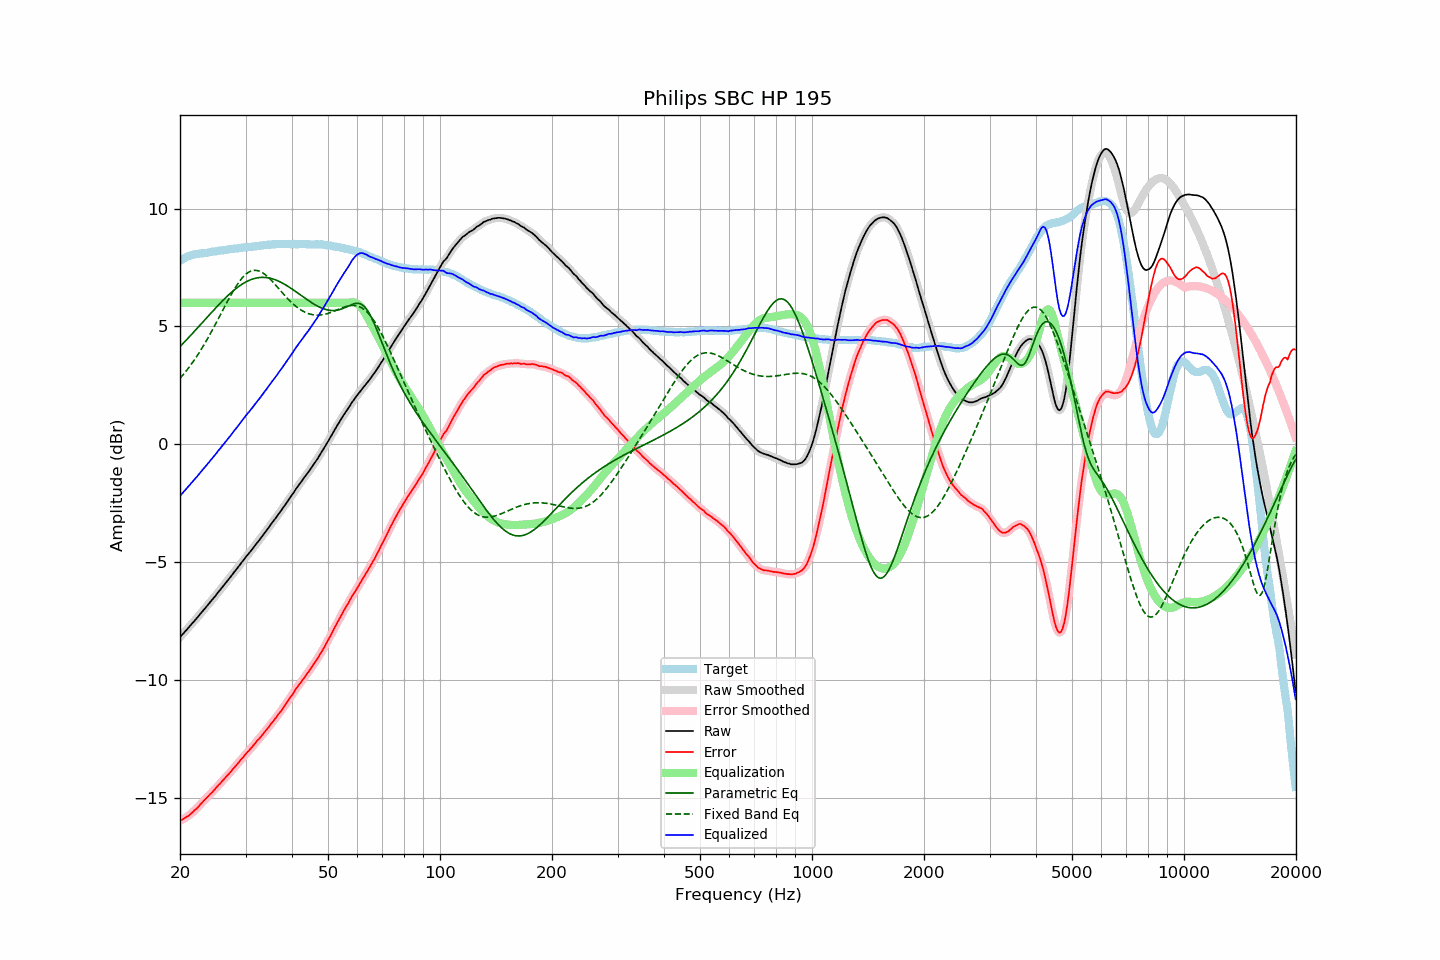 Philips SBC HP 195
Amplitude (dBr)
10
5
0
−5
−10
−15
Target
Raw Smoothed
Error Smoothed
Raw
Error
Equalization
Parametric Eq
Fixed Band Eq
Equalized
20 50 100 200 500 1000 2000 5000 10000 20000
Frequency (Hz)